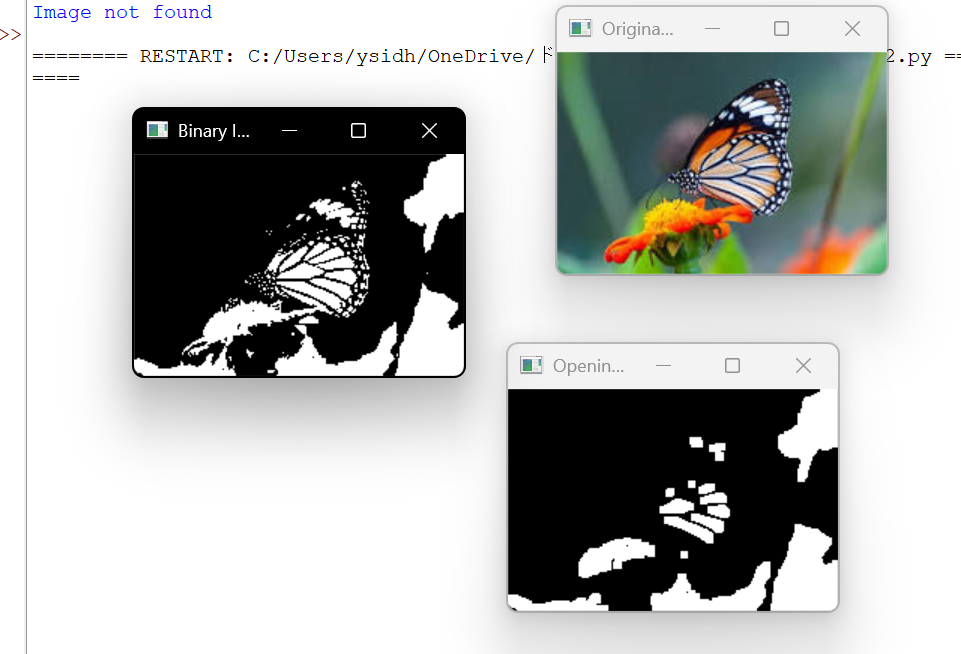 Image not found
>>
======== RESTART: C:/Users/ysidh/OneDrive/ド 2.py ==
====
Origina...
Binary I...
Openin...